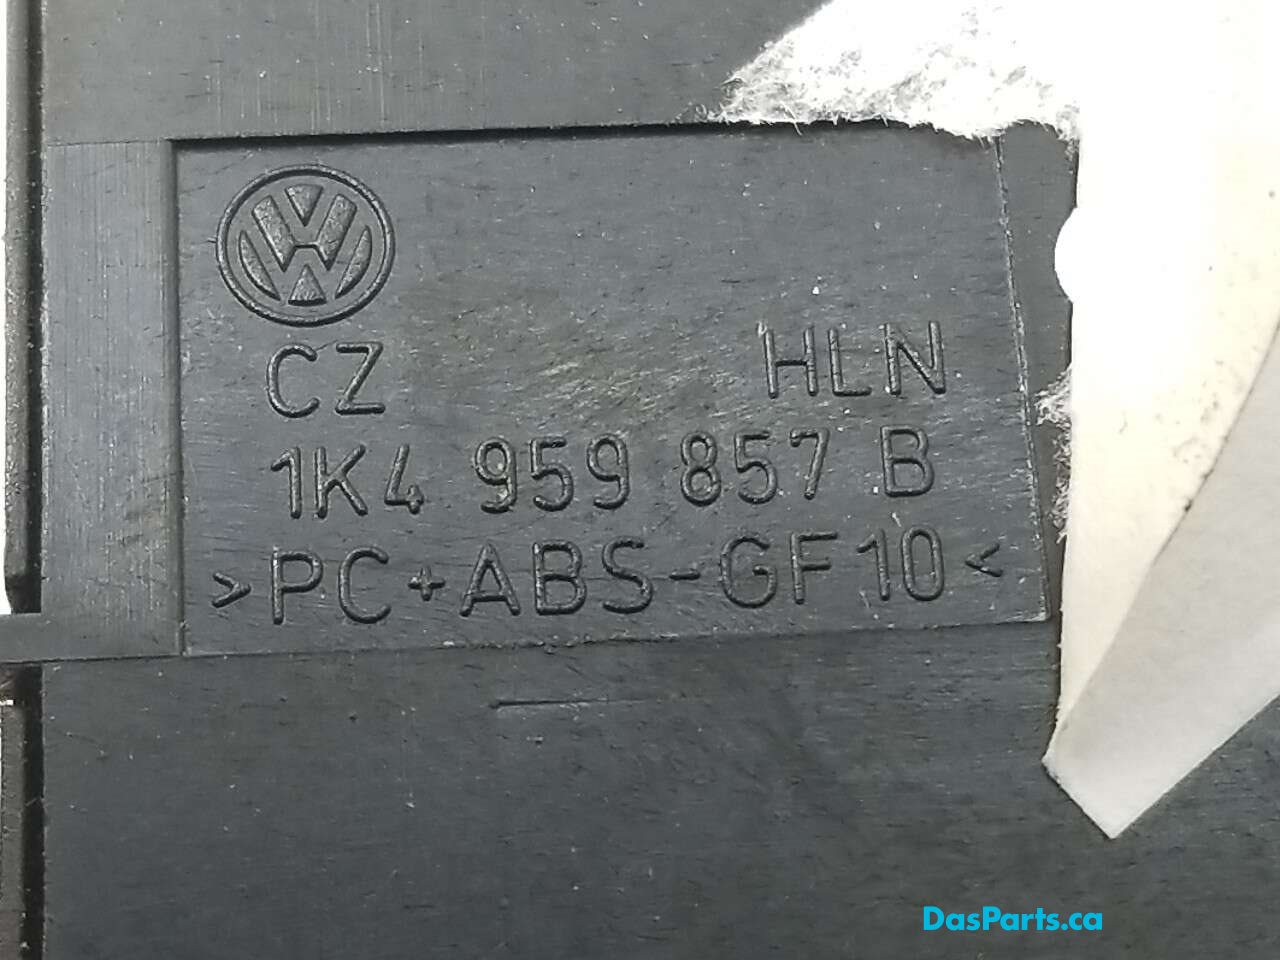 CZ HLN
1K4 959 857 B
>PC+ABS-GF10<
DasParts.ca